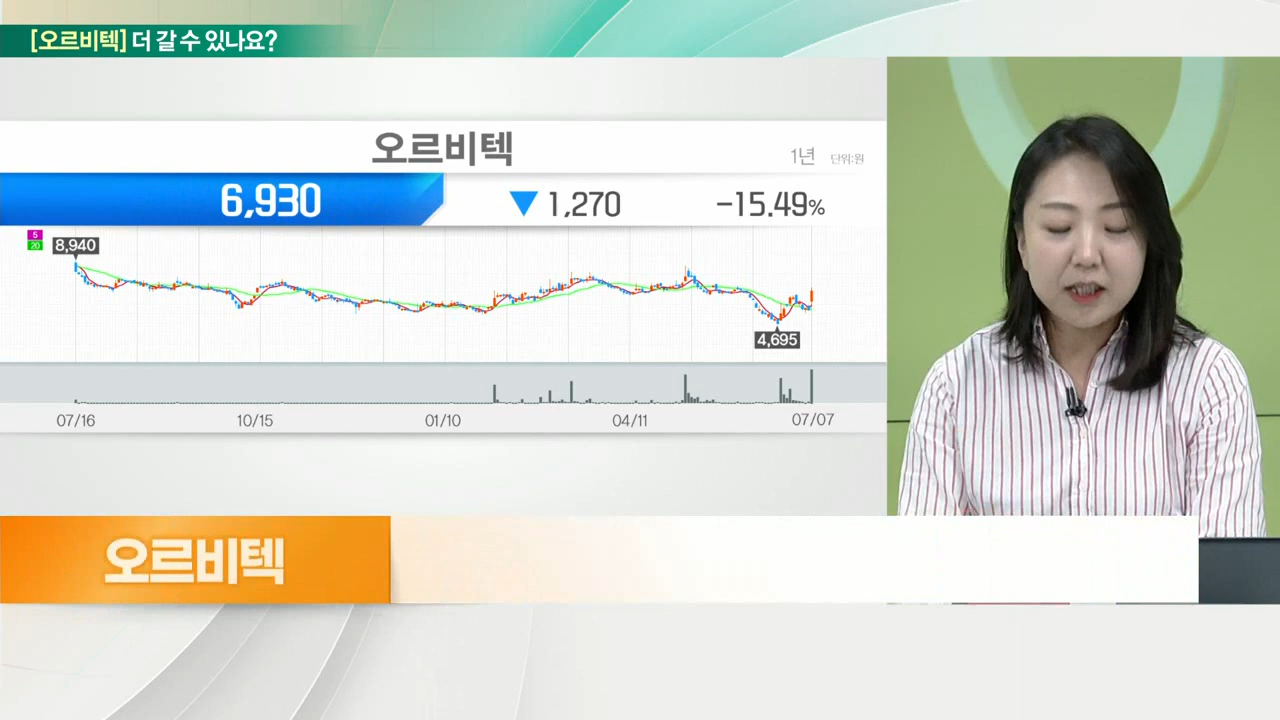 [오르비텍] 더 갈 수 있나요?
오르비텍
1년 단위:원
6,930 ▼ 1,270 -15.49%
5
20
8,940
4,695
07/16 10/15 01/10 04/11 07/07
오르비텍